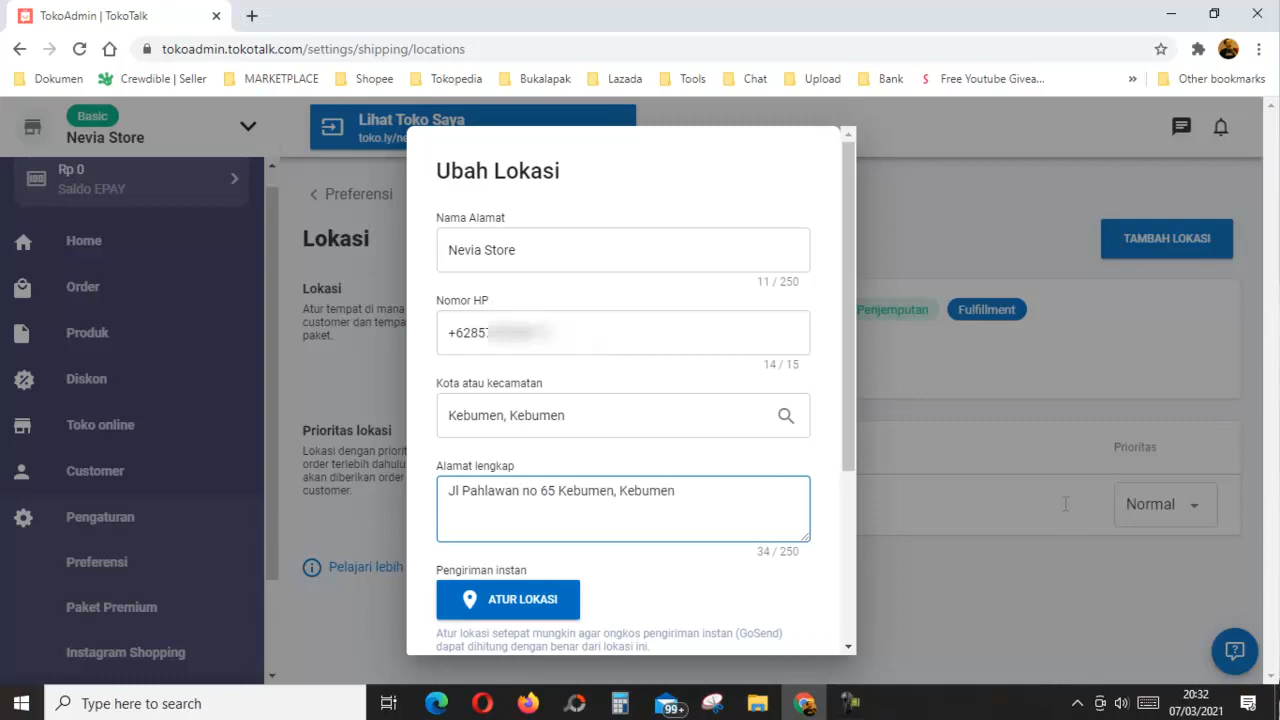 TokoAdmin | TokoTalk
tokoadmin.tokotalk.com/settings/shipping/locations
Dokumen
Crewdible | Seller
MARKETPLACE
Shopee
Tokopedia
Bukalapak
Lazada
Tools
Chat
Upload
Bank
Free Youtube Givea...
Other bookmarks
Basic
Nevia Store
Lihat Toko Saya
toko.ly/ne
Rp 0
Saldo EPAY
Home
Order
Produk
Diskon
Toko online
Customer
Pengaturan
Preferensi
Paket Premium
Instagram Shopping
Preferensi
Lokasi
TAMBAH LOKASI
Lokasi
Atur tempat di mana
customer dan tempa
paket.
Penjemputan
Fulfillment
Prioritas lokasi
Lokasi dengan priorit
order terlebih dahulu
akan diberikan order
customer.
Prioritas
Normal
Pelajari lebih
Ubah Lokasi
Nama Alamat
Nevia Store
11 / 250
Nomor HP
+6285
14 / 15
Kota atau kecamatan
Kebumen, Kebumen
Alamat lengkap
Jl Pahlawan no 65 Kebumen, Kebumen
34 / 250
Pengiriman instan
ATUR LOKASI
Atur lokasi setepat mungkin agar ongkos pengiriman instan (GoSend)
dapat dihitung dengan benar dari lokasi ini.
Type here to search
99+
20:32
07/03/2021